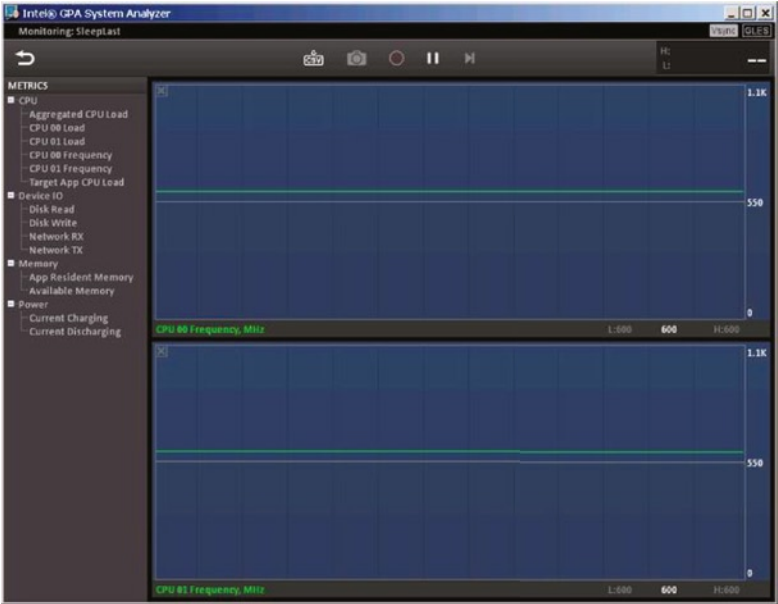 Intel® GPA System Analyzer
Monitoring: SleepLast
Vsync GLES
CSV
H:
L:
--
METRICS
CPU
Aggregated CPU Load
CPU 00 Load
CPU 01 Load
CPU 00 Frequency
CPU 01 Frequency
Target App CPU Load
Device IO
Disk Read
Disk Write
Network RX
Network TX
Memory
App Resident Memory
Available Memory
Power
Current Charging
Current Discharging
1.1K
550
0
CPU 00 Frequency, MHz L:600 600 H:600
1.1K
550
0
CPU 01 Frequency, MHz L:600 600 H:600